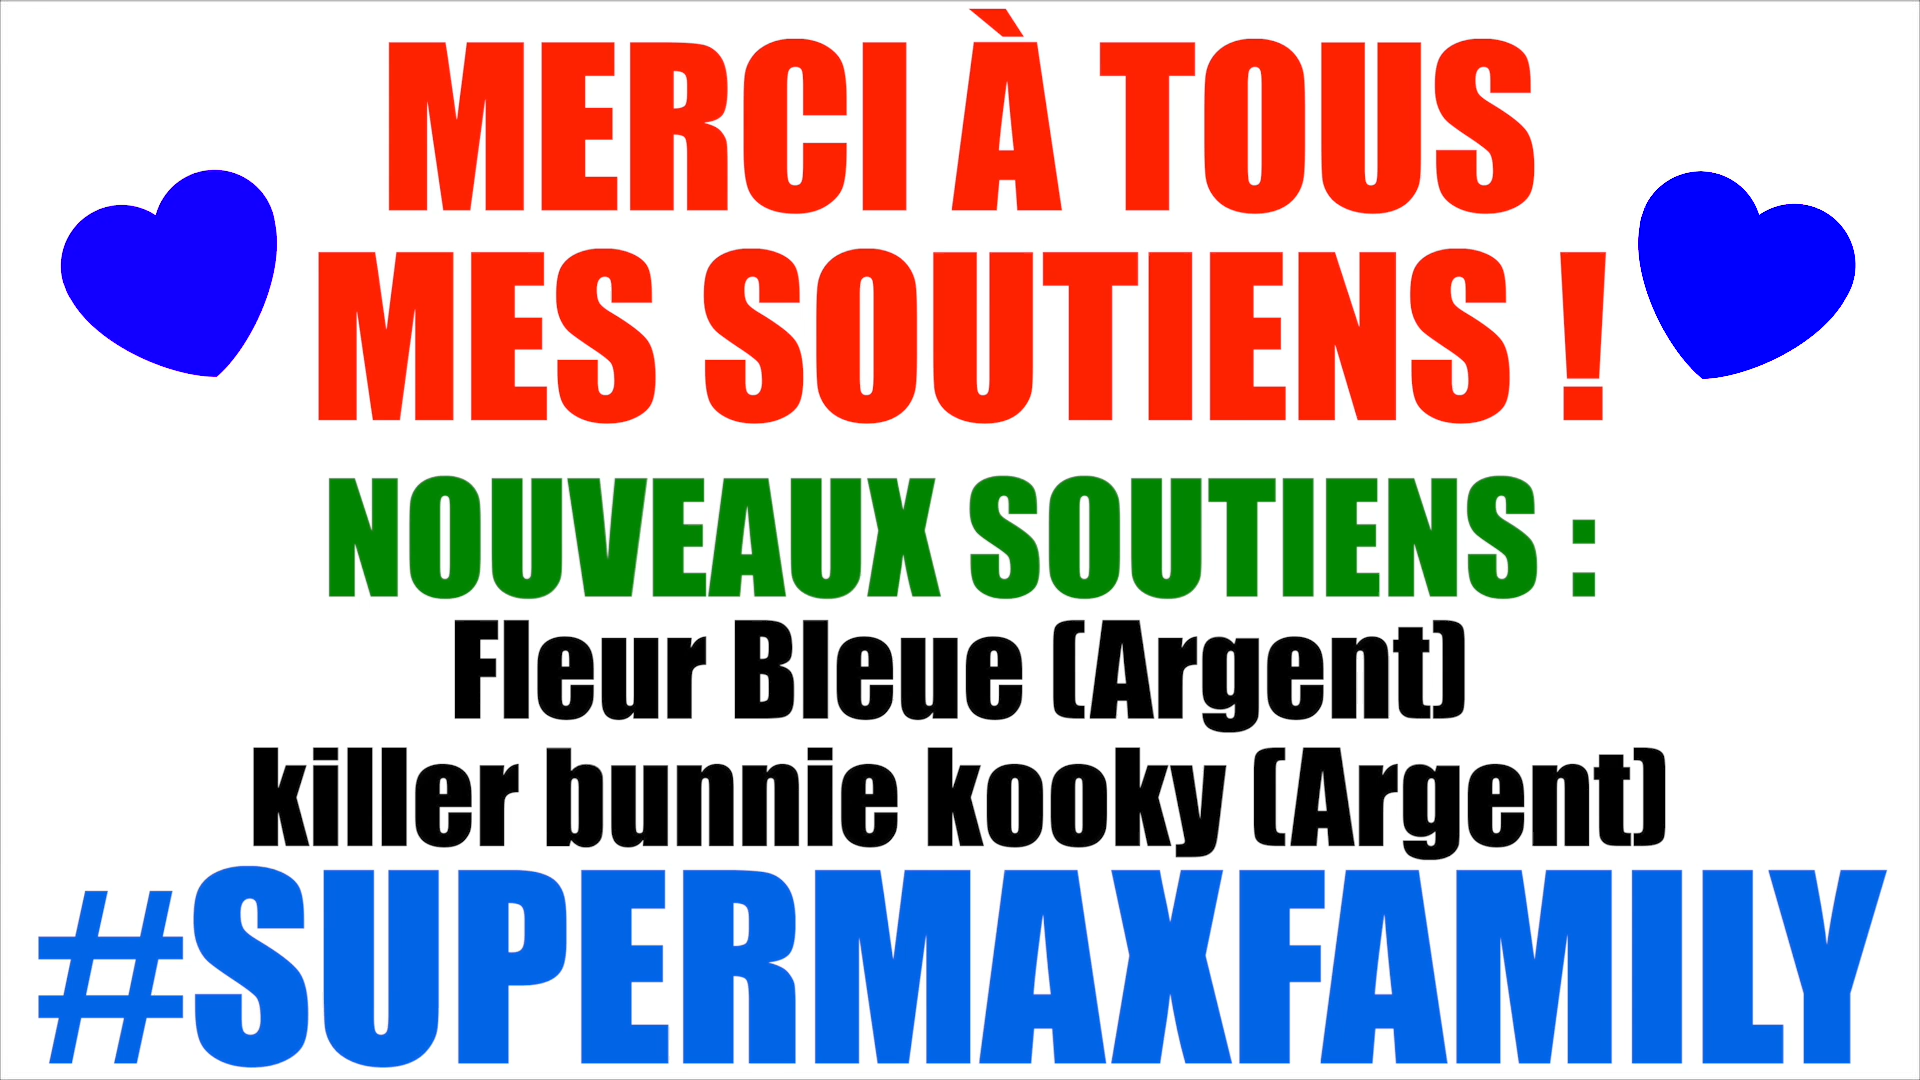 MERCI À TOUS
MES SOUTIENS !
NOUVEAUX SOUTIENS :
Fleur Bleue (Argent)
killer bunnie kooky (Argent)
#SUPERMAXFAMILY